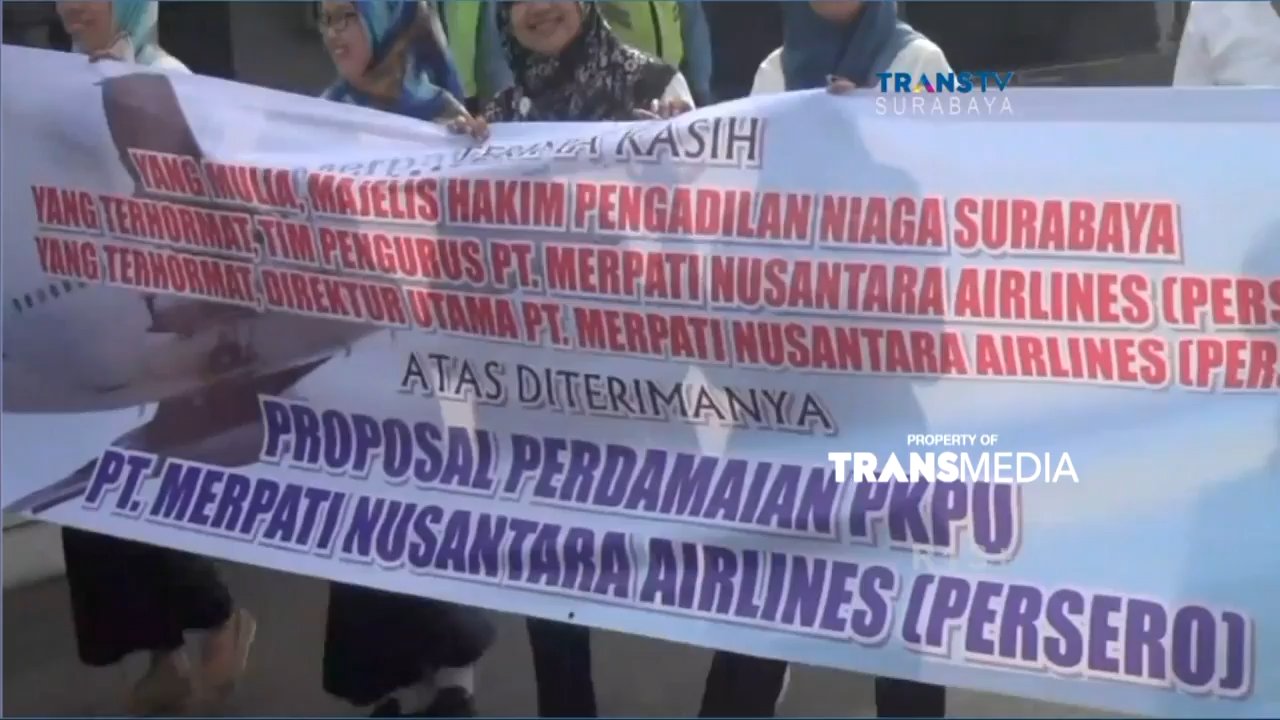 TRANSTV
SURABAYA
TERIMA KASIH
YANG MULIA, MAJELIS HAKIM PENGADILAN NIAGA SURABAYA
YANG TERHORMAT, TIM PENGURUS PT. MERPATI NUSANTARA AIRLINES (PERS
YANG TERHORMAT, DIREKTUR UTAMA PT. MERPATI NUSANTARA AIRLINES (PER
ATAS DITERIMANYA
PROPOSAL PERDAMAIAN PKPU
PT. MERPATI NUSANTARA AIRLINES (PERSERO)
PROPERTY OF
TRANSMEDIA